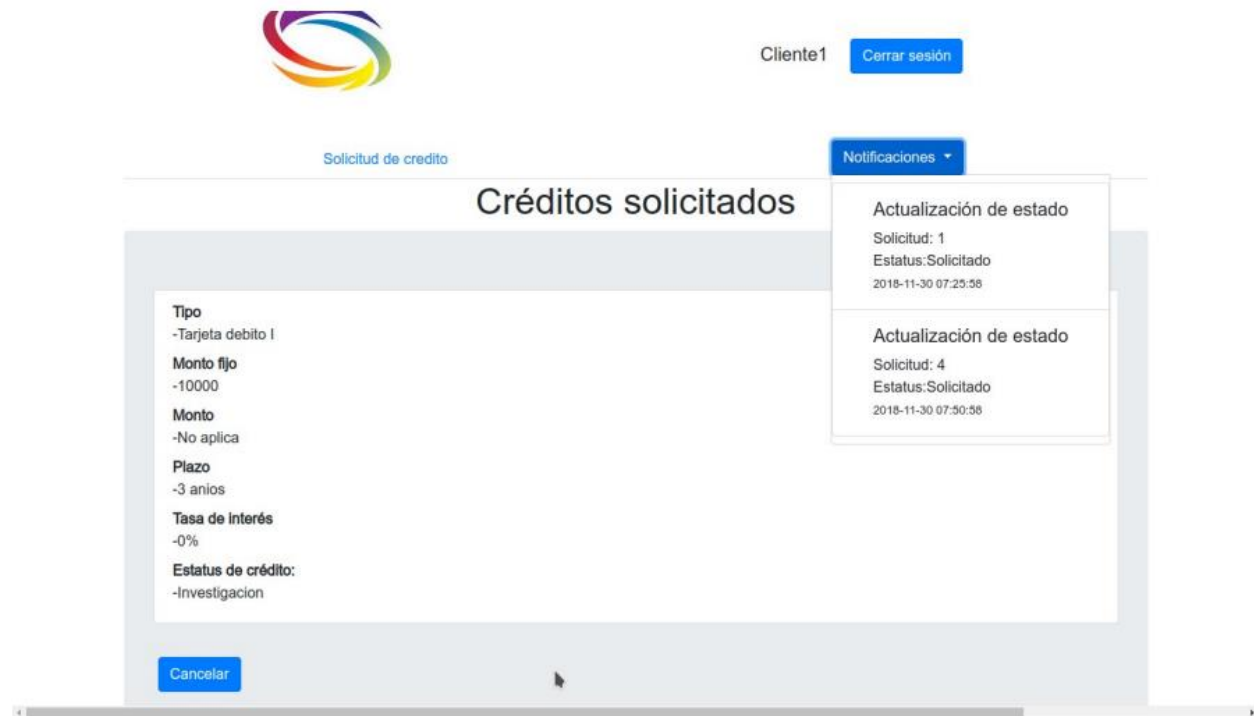 Cliente1
Cerrar sesión
Solicitud de credito
Notificaciones
Créditos solicitados
Actualización de estado
Solicitud: 1
Estatus:Solicitado
2018-11-30 07:25:58
Actualización de estado
Solicitud: 4
Estatus:Solicitado
2018-11-30 07:50:58
Tipo
-Tarjeta debito I
Monto fijo
-10000
Monto
-No aplica
Plazo
-3 anios
Tasa de interés
-0%
Estatus de crédito:
-Investigacion
Cancelar